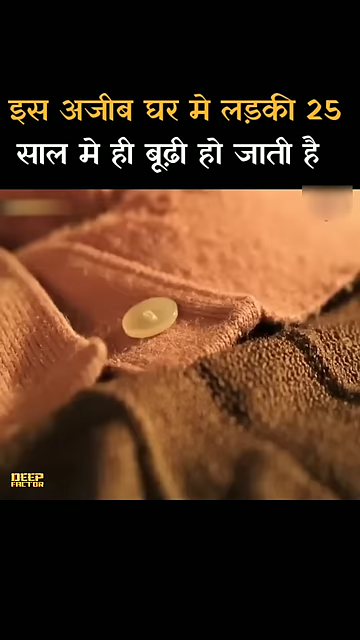 इस अजीब घर मे लड़की 25
साल मे ही बूढ़ी हो जाती है
DEEP
FACTOR